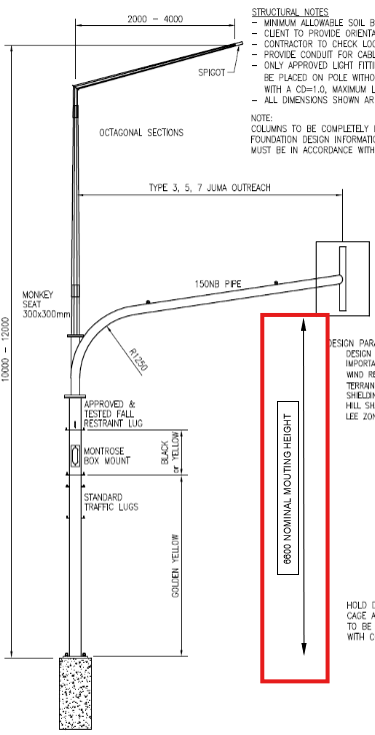 2000 - 4000
STRUCTURAL NOTES
- MINIMUM ALLOWABLE SOIL B
- CLIENT TO PROVIDE ORIENTA
- CONTRACTOR TO CHECK LOC
- PROVIDE CONDUIT FOR CABL
- ONLY APPROVED LIGHT FITTI
BE PLACED ON POLE WITHO
WITH A CD=1.0, MAXIMUM L
- ALL DIMENSIONS SHOWN AR
SPIGOT
NOTE:
COLUMNS TO BE COMPLETELY
FOUNDATION DESIGN INFORMATIO
MUST BE IN ACCORDANCE WITH
OCTAGONAL SECTIONS
TYPE 3, 5, 7 JUMA OUTREACH
150NB PIPE
MONKEY
SEAT
300x300mm
10000 - 12000
R1250
DESIGN PARA
DESIGN
IMPORTA
WIND RE
TERRAIN
SHIELDIN
HILL SHA
LEE ZON
APPROVED &
TESTED FALL
RESTRAINT LUG
MONTROSE
BOX MOUNT
BLACK
or YELLOW
STANDARD
TRAFFIC LUGS
GOLDEN YELLOW
6600 NOMINAL MOUTING HEIGHT
HOLD D
CAGE A
TO BE
WITH C